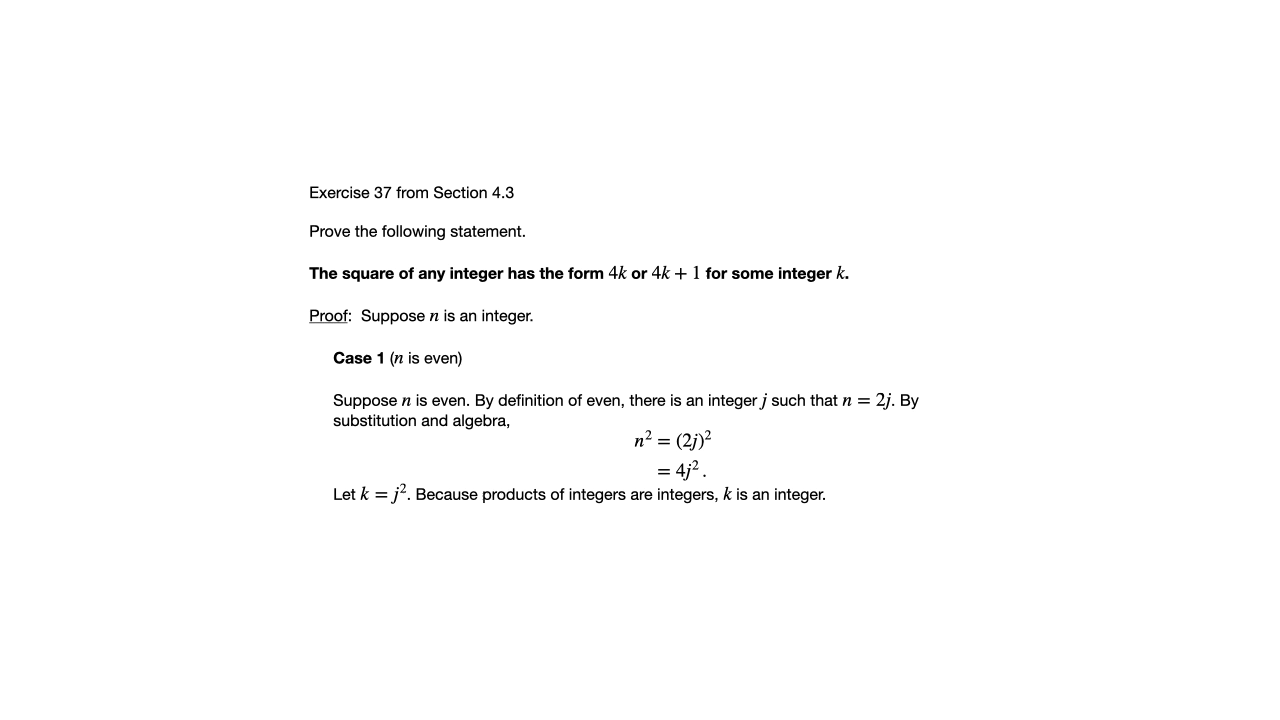 Exercise 37 from Section 4.3
Prove the following statement.
The square of any integer has the form 4k or 4k + 1 for some integer k.
Proof: Suppose n is an integer.
Case 1 (n is even)
Suppose n is even. By definition of even, there is an integer j such that n = 2j. By
substitution and algebra,
n² = (2j)²
= 4j².
Let k = j². Because products of integers are integers, k is an integer.